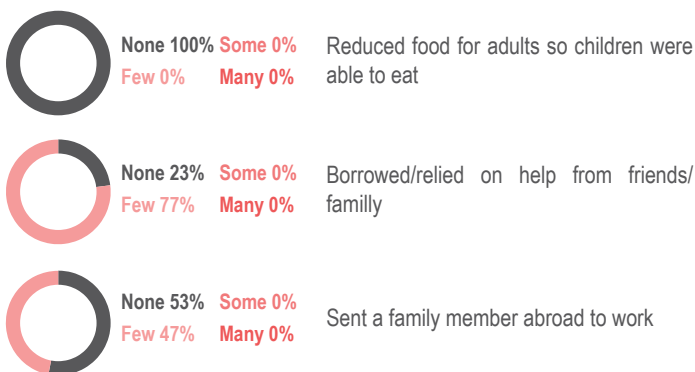 None 100% Some 0%
Few 0% Many 0%
Reduced food for adults so children were
able to eat
None 23% Some 0%
Few 77% Many 0%
Borrowed/relied on help from friends/
familly
None 53% Some 0%
Few 47% Many 0%
Sent a family member abroad to work